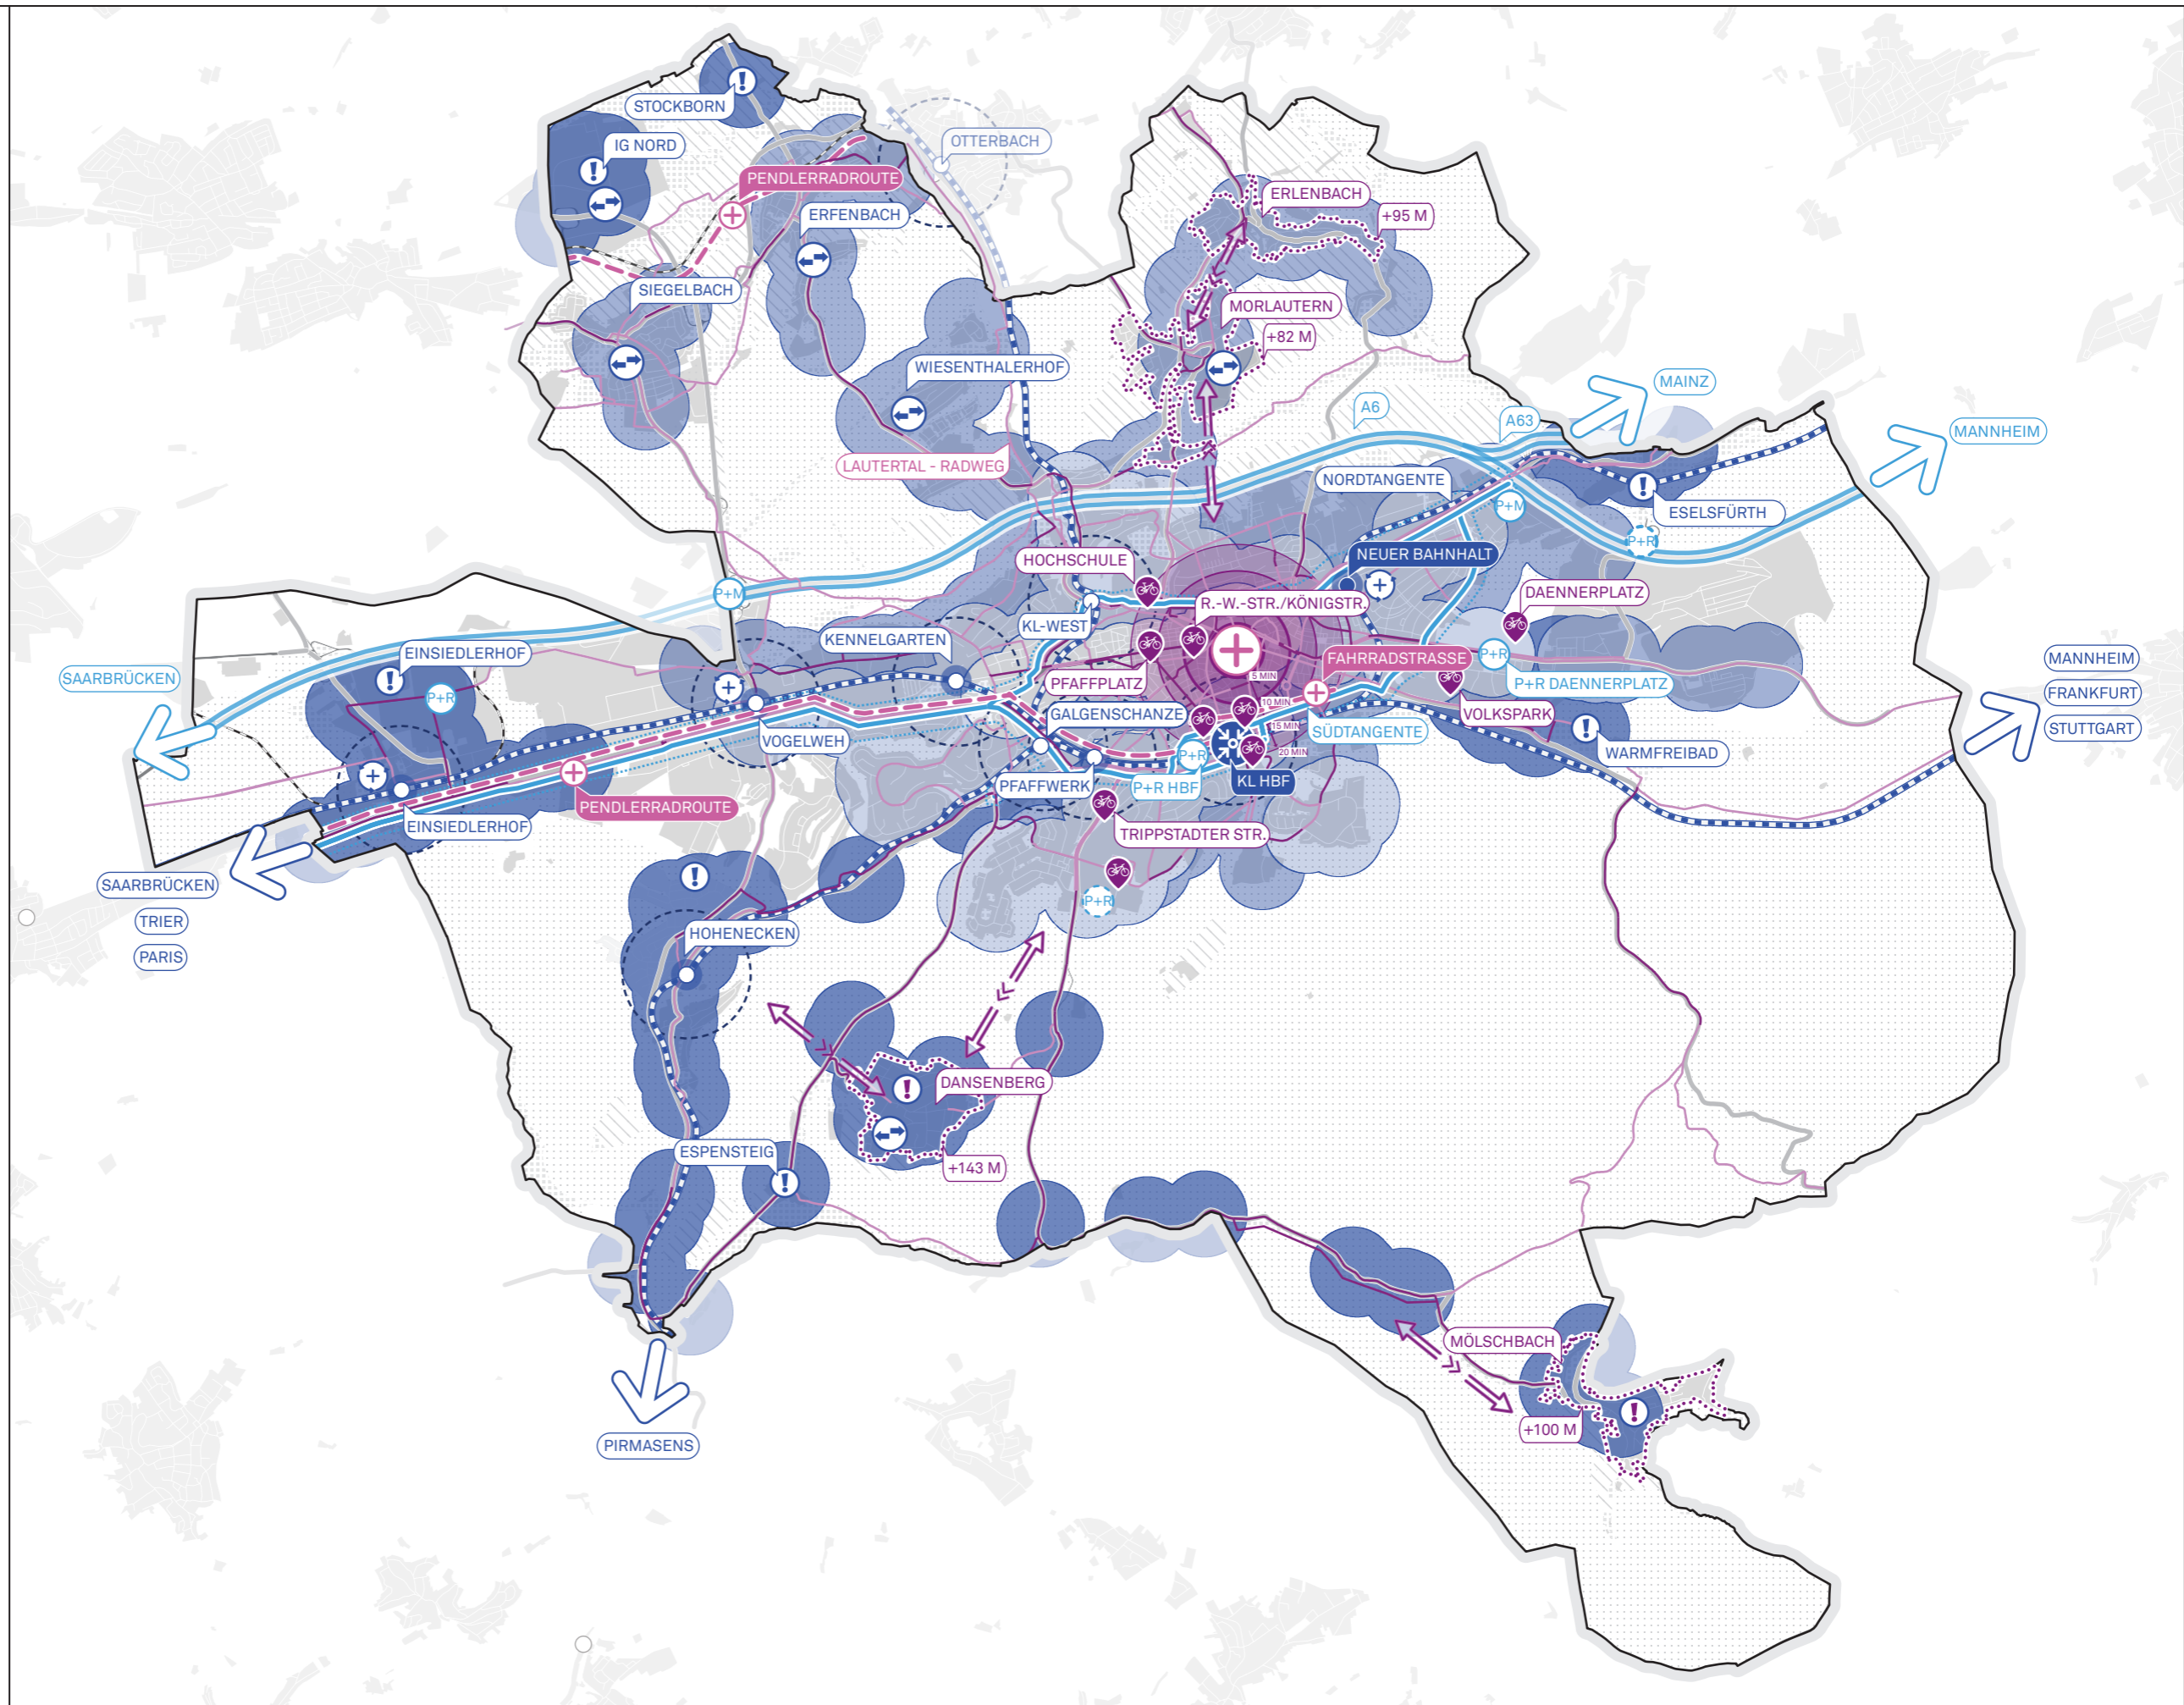 STOCKBORN
IG NORD
OTTERBACH
PENDLERRADROUTE
ERLENBACH
ERFENBACH
+95 M
SIEGELBACH
MORLAUTERN
+82 M
WIESENTHALERHOF
MAINZ
A6
A63
MANNHEIM
LAUTERTAL - RADWEG
NORDTANGENTE
P+M
ESELSFÜRTH
P+R
HOCHSCHULE
NEUER BAHNHALT
P+M
DAENNERPLATZ
R.-W.-STR./KÖNIGSTR.
KL-WEST
KENNELGARTEN
EINSIEDLERHOF
FAHRRADSTRASSE
P+R
MANNHEIM
SAARBRÜCKEN
5 MIN
PFAFFPLATZ
P+R DAENNERPLATZ
P+R
FRANKFURT
10 MIN
GALGENSCHANZE
VOLKSPARK
15 MIN
SÜDTANGENTE
STUTTGART
VOGELWEH
20 MIN
P+R
WARMFREIBAD
PFAFFWERK
P+R HBF
KL HBF
PENDLERRADROUTE
EINSIEDLERHOF
TRIPPSTADTER STR.
SAARBRÜCKEN
P+R
TRIER
HOHENECKEN
PARIS
DANSENBERG
ESPENSTEIG
+143 M
MÖLSCHBACH
+100 M
PIRMASENS